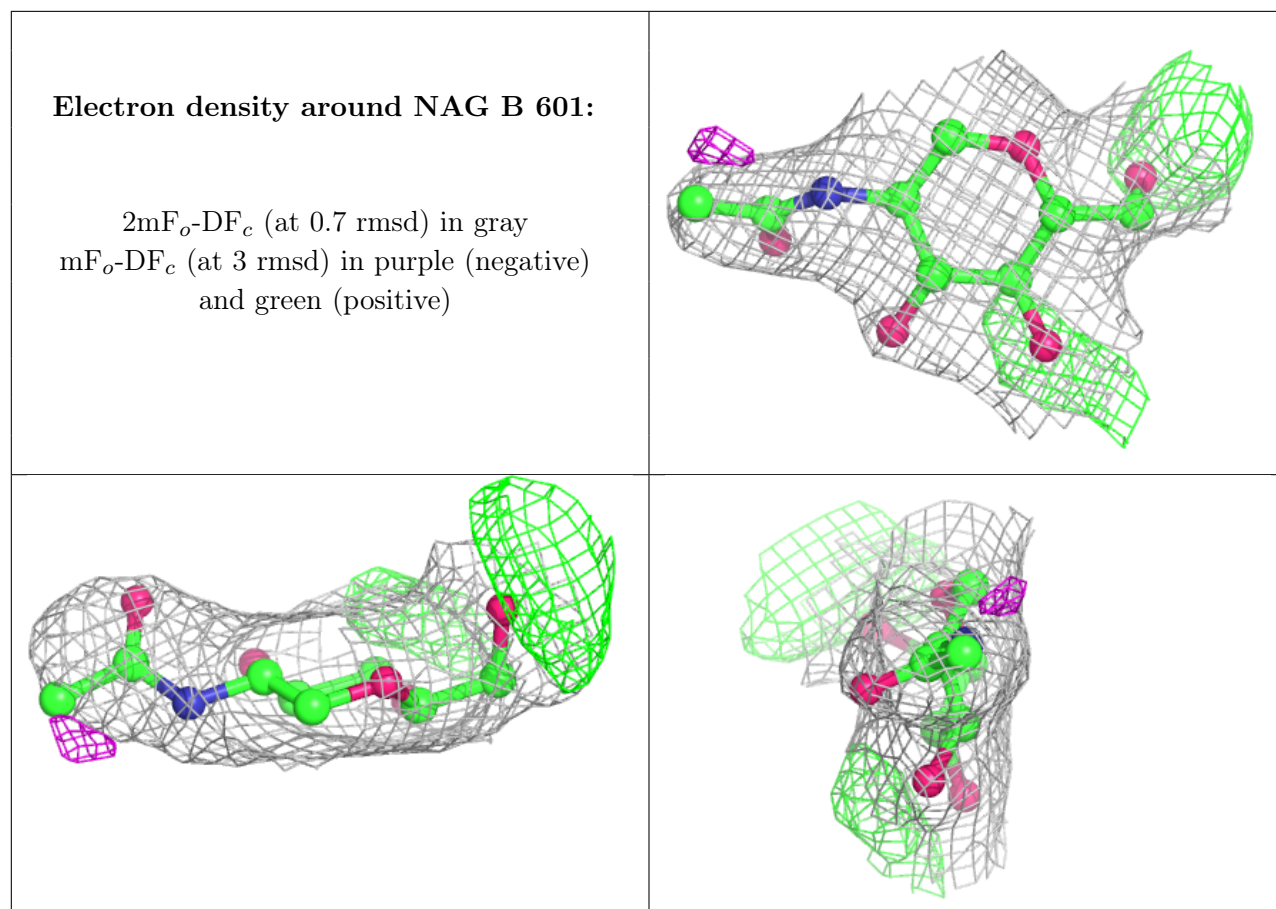 Electron density around NAG B 601:
2mFo-DFc (at 0.7 rmsd) in gray
mFo-DFc (at 3 rmsd) in purple (negative)
and green (positive)